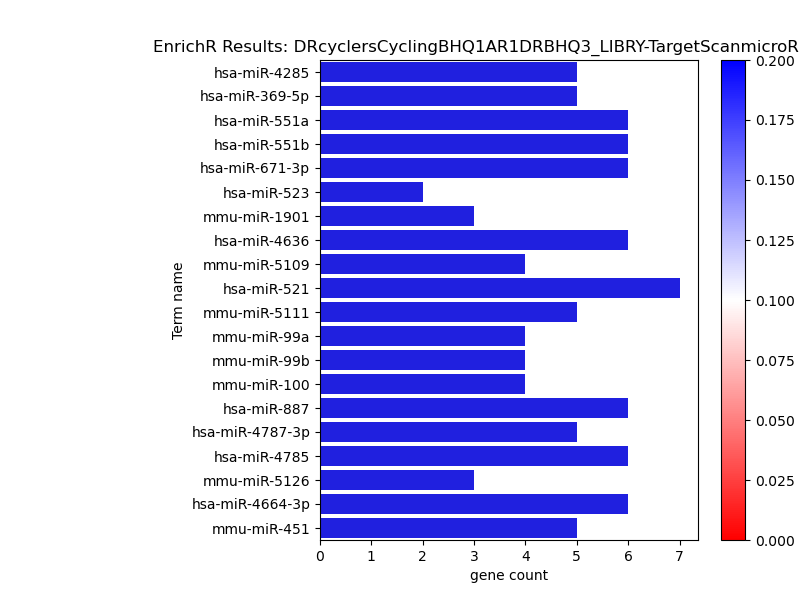 EnrichR Results: DRcyclersCyclingBHQ1AR1DRBHQ3_LIBRY-TargetScanmicroR
Term name
hsa-miR-4285
hsa-miR-369-5p
hsa-miR-551a
hsa-miR-551b
hsa-miR-671-3p
hsa-miR-523
mmu-miR-1901
hsa-miR-4636
mmu-miR-5109
hsa-miR-521
mmu-miR-5111
mmu-miR-99a
mmu-miR-99b
mmu-miR-100
hsa-miR-887
hsa-miR-4787-3p
hsa-miR-4785
mmu-miR-5126
hsa-miR-4664-3p
mmu-miR-451
0 1 2 3 4 5 6 7
gene count
0.200
0.175
0.150
0.125
0.100
0.075
0.050
0.025
0.000